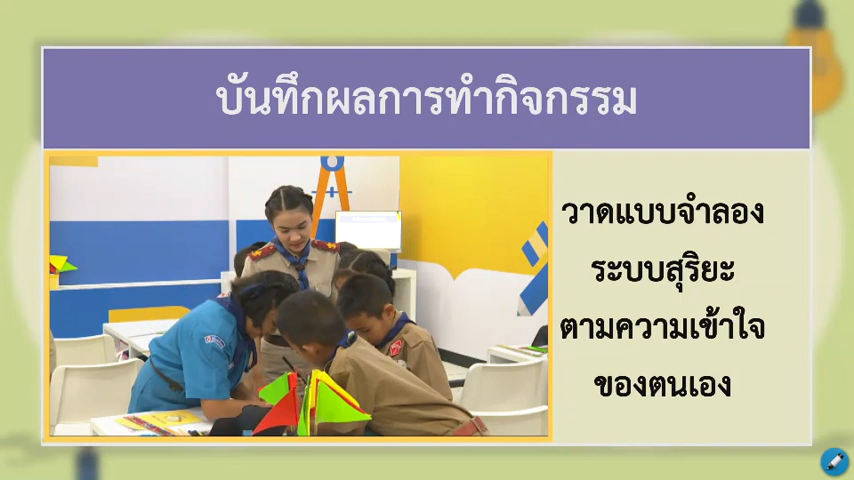 บันทึกผลการทำกิจกรรม
วาดแบบจำลอง
ระบบสุริยะ
ตามความเข้าใจ
ของตนเอง